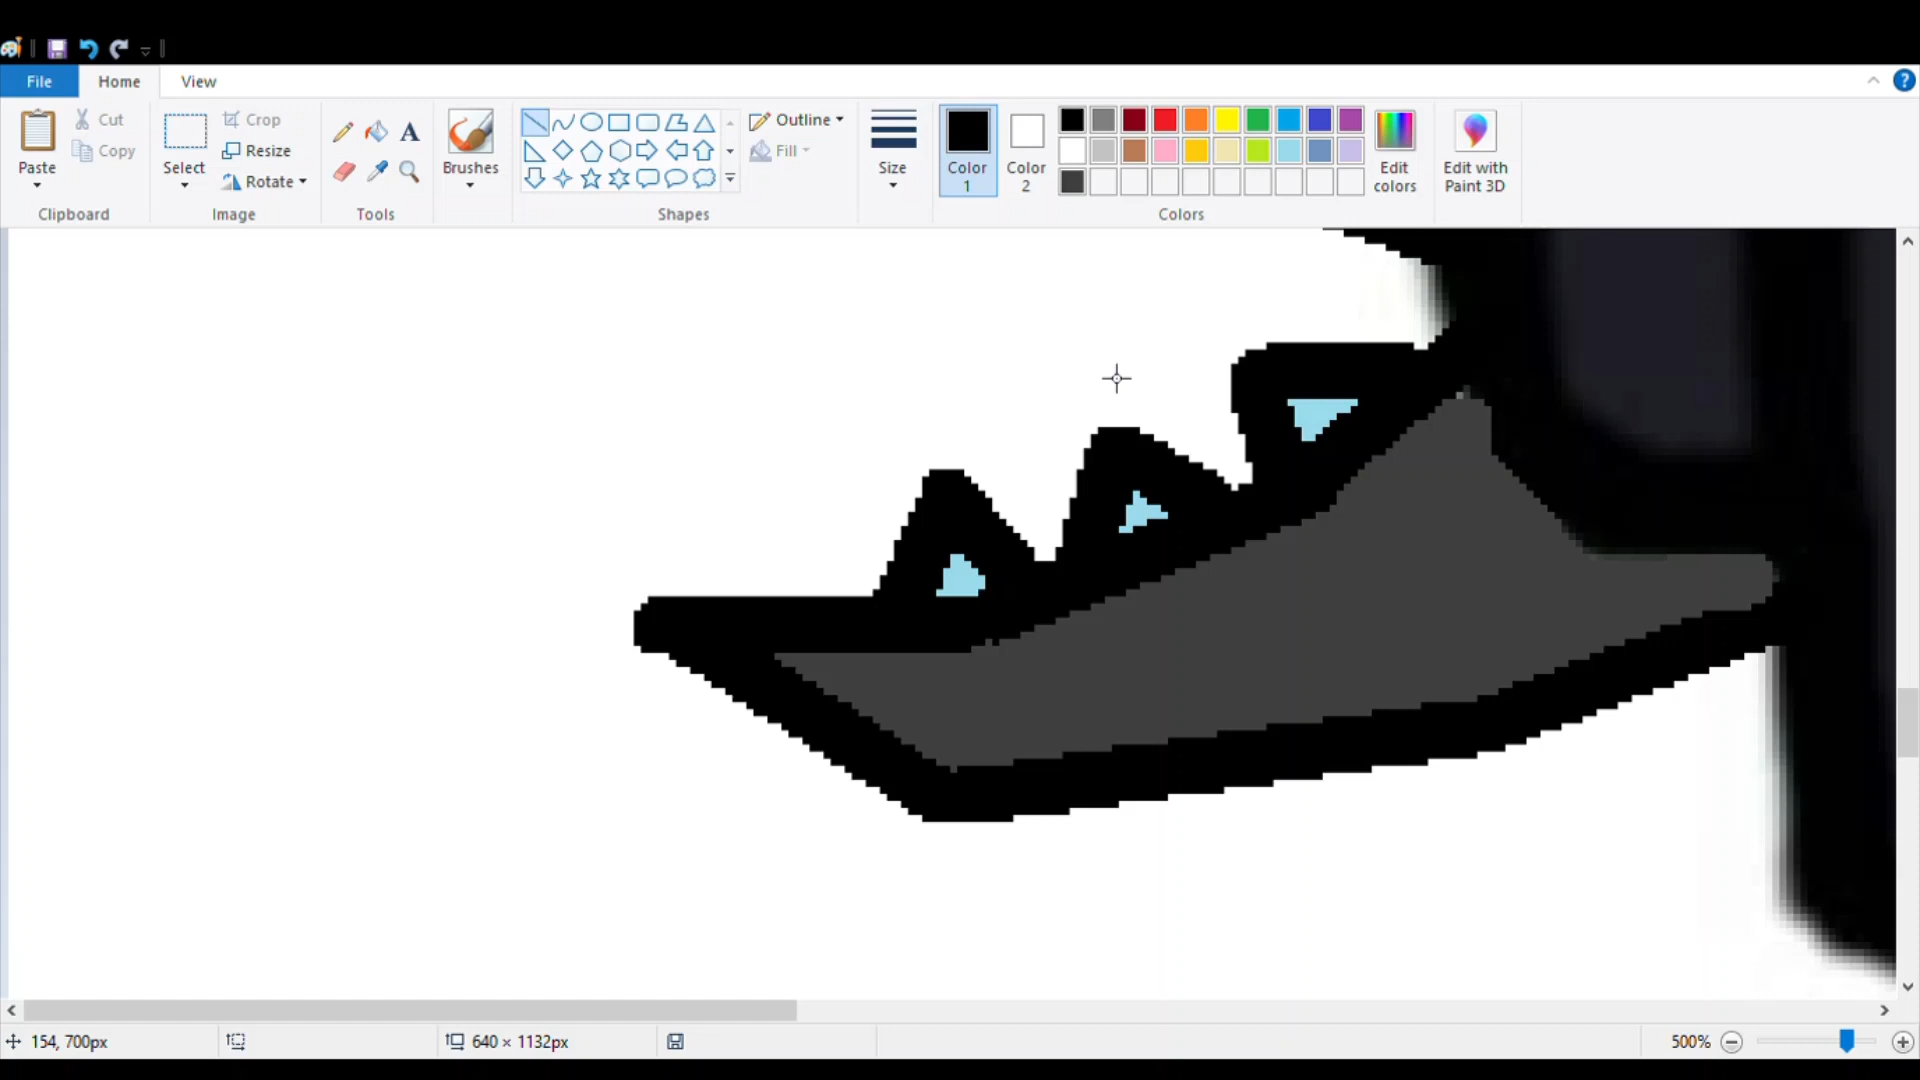 File Home View
Paste
Cut
Copy
Clipboard
Select
Crop
Resize
Rotate
Image
A
Tools
Brushes
Outline
Fill
Shapes
Size
Color
1
Color
2
Edit
colors
Colors
Edit with
Paint 3D
?
154, 700px
640 × 1132px
500%